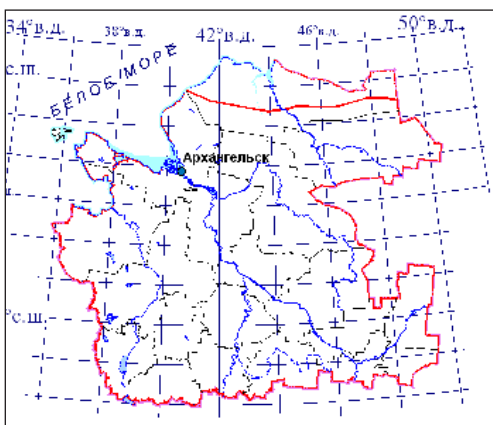 34°в.д.
38°в.д.
42°в.д.
46°в.д.
50°в.д.
с.ш.
БЕЛОЕ МОРЕ
Архангельск
°с.ш.